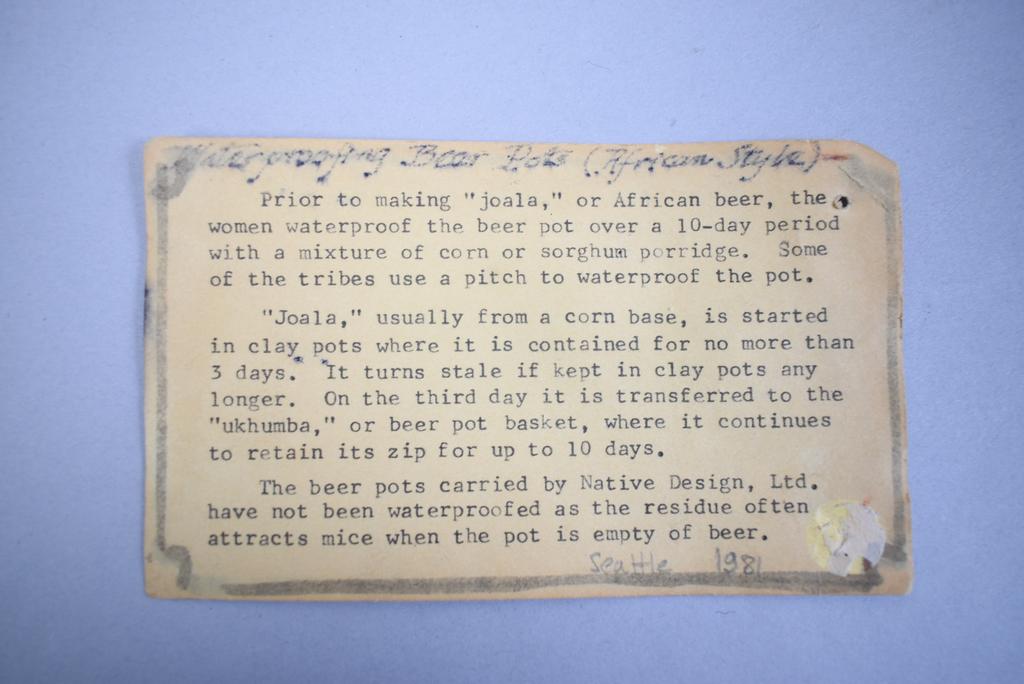 Waterproofing Beer Pots (African Style)
Prior to making "joala," or African beer, the
women waterproof the beer pot over a 10-day period
with a mixture of corn or sorghum porridge. Some
of the tribes use a pitch to waterproof the pot.
"Joala," usually from a corn base, is started
in clay pots where it is contained for no more than
3 days. It turns stale if kept in clay pots any
longer. On the third day it is transferred to the
"ukhumba," or beer pot basket, where it continues
to retain its zip for up to 10 days.
The beer pots carried by Native Design, Ltd.
have not been waterproofed as the residue often
attracts mice when the pot is empty of beer.
Seattle 1981